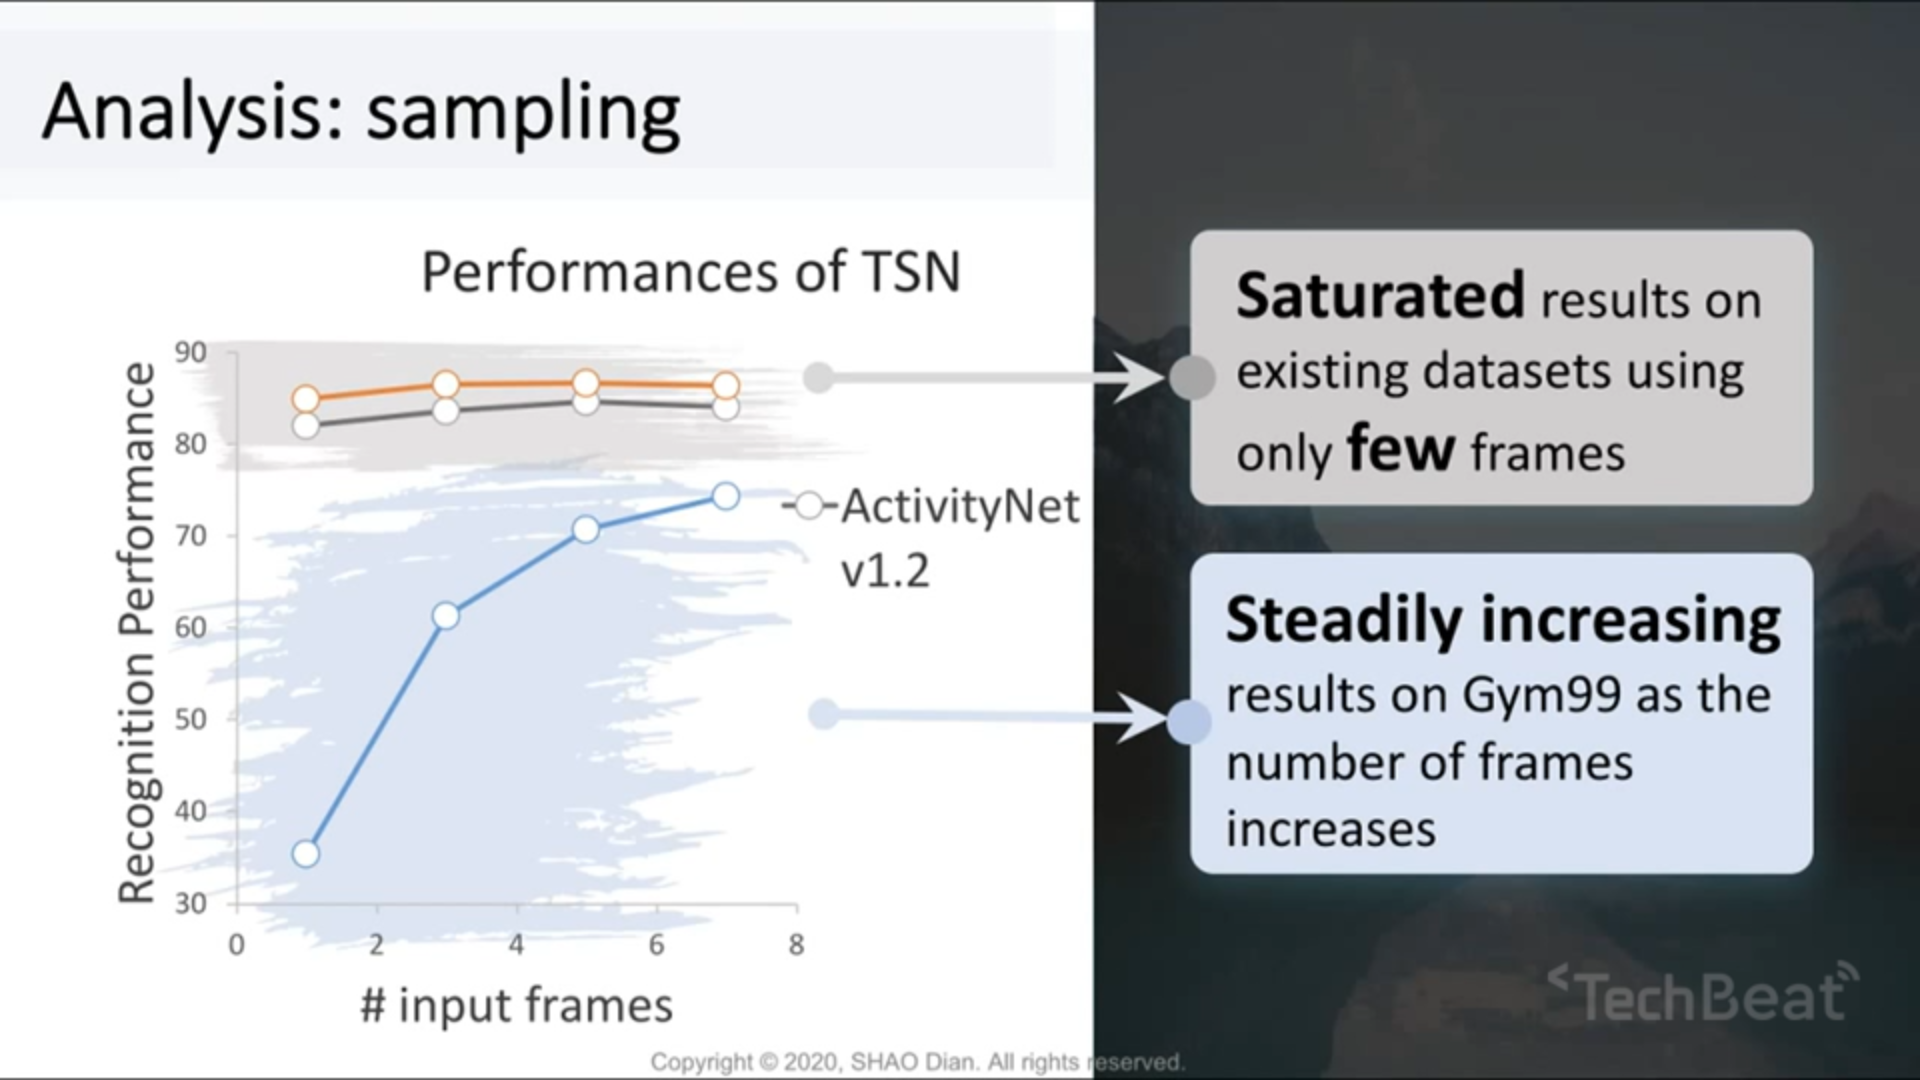 Analysis: sampling
Performances of TSN
Recognition Performance
90
80
70
60
50
40
30
0 2 4 6 8
# input frames
ActivityNet
v1.2
Saturated results on
existing datasets using
only few frames
Steadily increasing
results on Gym99 as the
number of frames
increases
TechBeat
Copyright © 2020, SHAO Dian. All rights reserved.